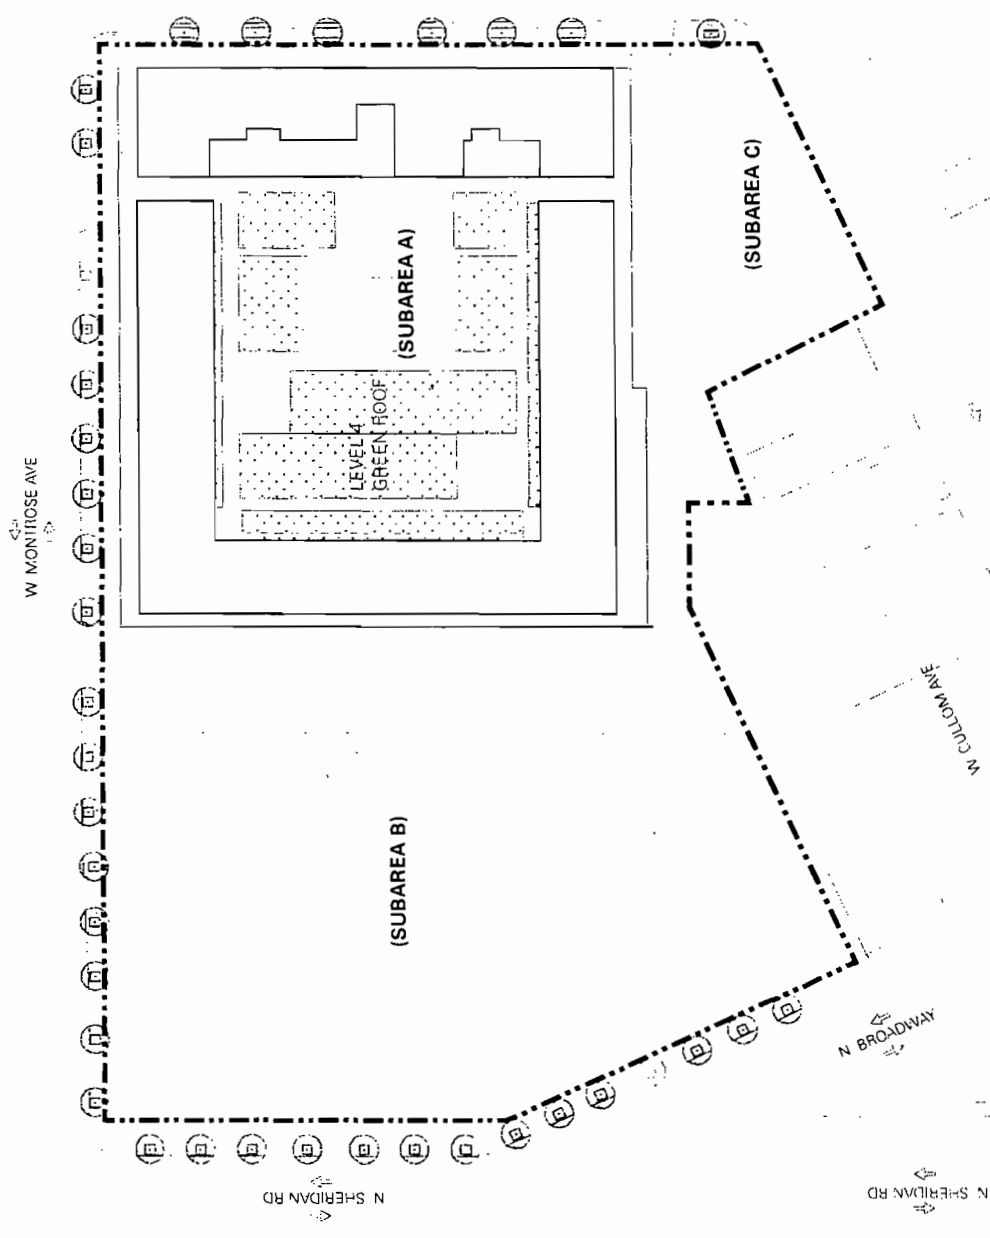 W MONTROSE AVE
(SUBAREA C)
(SUBAREA A)
LEVEL 4
GREEN ROOF
(SUBAREA B)
W CULLOM AVE
N BROADWAY
N SHERIDAN RD
N SHERIDAN RD